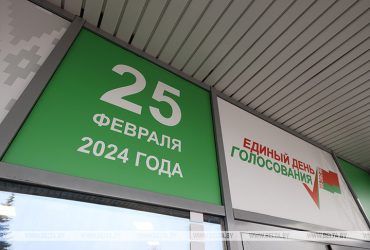 25
ФЕВРАЛЯ
2024 ГОДА
ЕДИНЫЙ ДЕНЬ
ГОЛОСОВАНИЯ